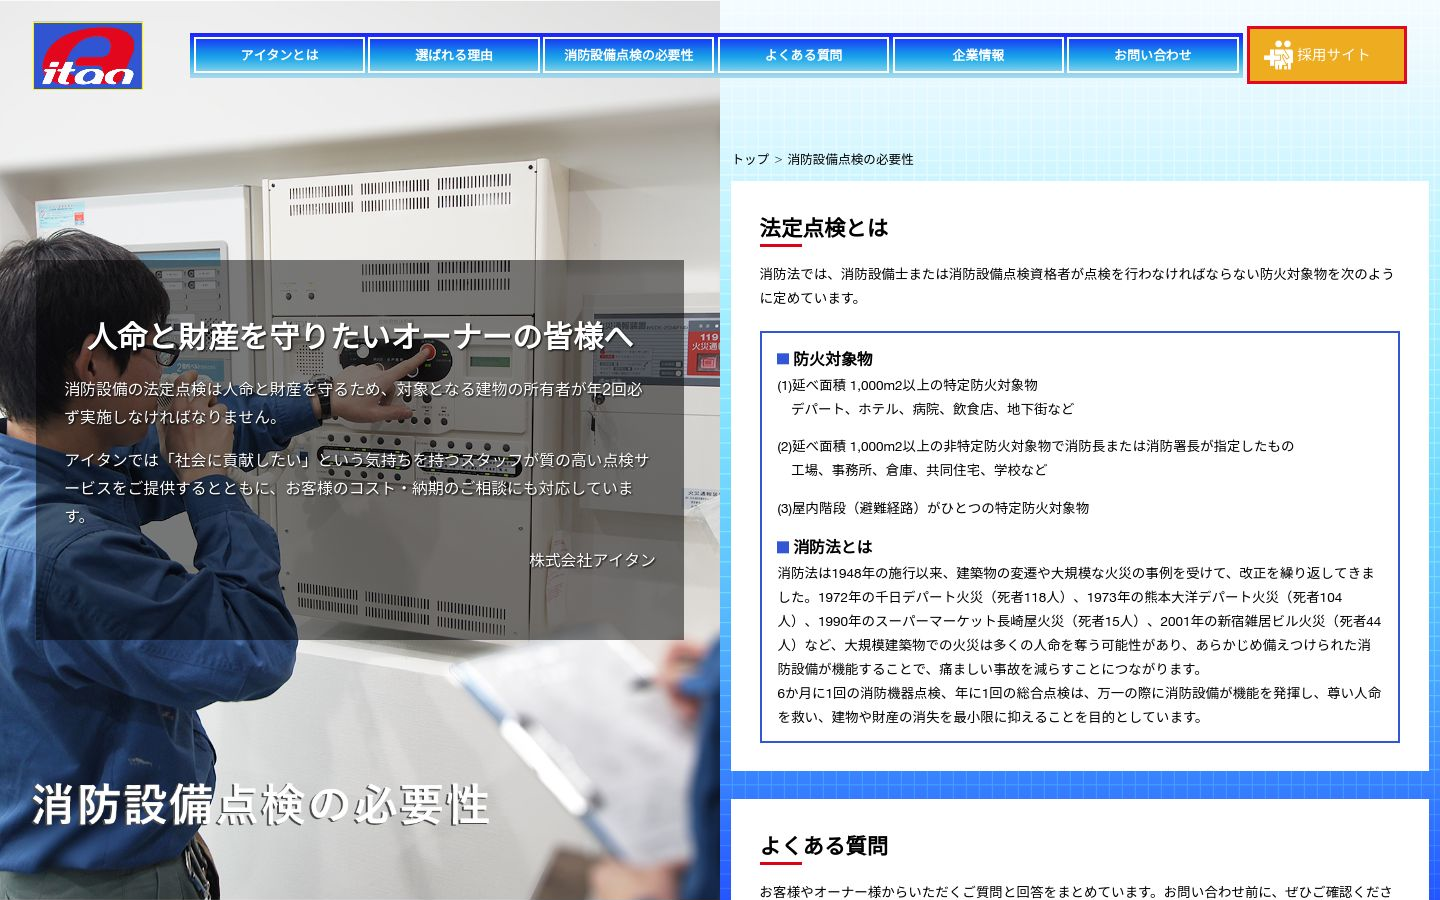 itan
アイタンとは
選ばれる理由
消防設備点検の必要性
よくある質問
企業情報
お問い合わせ
採用サイト
人命と財産を守りたいオーナーの皆様へ
消防設備の法定点検は人命と財産を守るため、対象となる建物の所有者が年2回必
ず実施しなければなりません。
アイタンでは「社会に貢献したい」という気持ちを持つスタッフが質の高い点検サ
ービスをご提供するとともに、お客様のコスト・納期のご相談にも対応していま
す。
株式会社アイタン
消防設備点検の必要性
トップ > 消防設備点検の必要性
法定点検とは
消防法では、消防設備士または消防設備点検資格者が点検を行わなければならない防火対象物を次のよう
に定めています。
防火対象物
(1)延べ面積 1,000m2以上の特定防火対象物
デパート、ホテル、病院、飲食店、地下街など
(2)延べ面積 1,000m2以上の非特定防火対象物で消防長または消防署長が指定したもの
工場、事務所、倉庫、共同住宅、学校など
(3)屋内階段（避難経路）がひとつの特定防火対象物
消防法とは
消防法は1948年の施行以来、建築物の変遷や大規模な火災の事例を受けて、改正を繰り返してきま
した。1972年の千日デパート火災（死者118人）、1973年の熊本大洋デパート火災（死者104
人）、1990年のスーパーマーケット長崎屋火災（死者15人）、2001年の新宿雑居ビル火災（死者44
人）など、大規模建築物での火災は多くの人命を奪う可能性があり、あらかじめ備えつけられた消
防設備が機能することで、痛ましい事故を減らすことにつながります。
6か月に1回の消防機器点検、年に1回の総合点検は、万一の際に消防設備が機能を発揮し、尊い人命
を救い、建物や財産の消失を最小限に抑えることを目的としています。
よくある質問
お客様やオーナー様からいただくご質問と回答をまとめています。お問い合わせ前に、ぜひご確認くださ